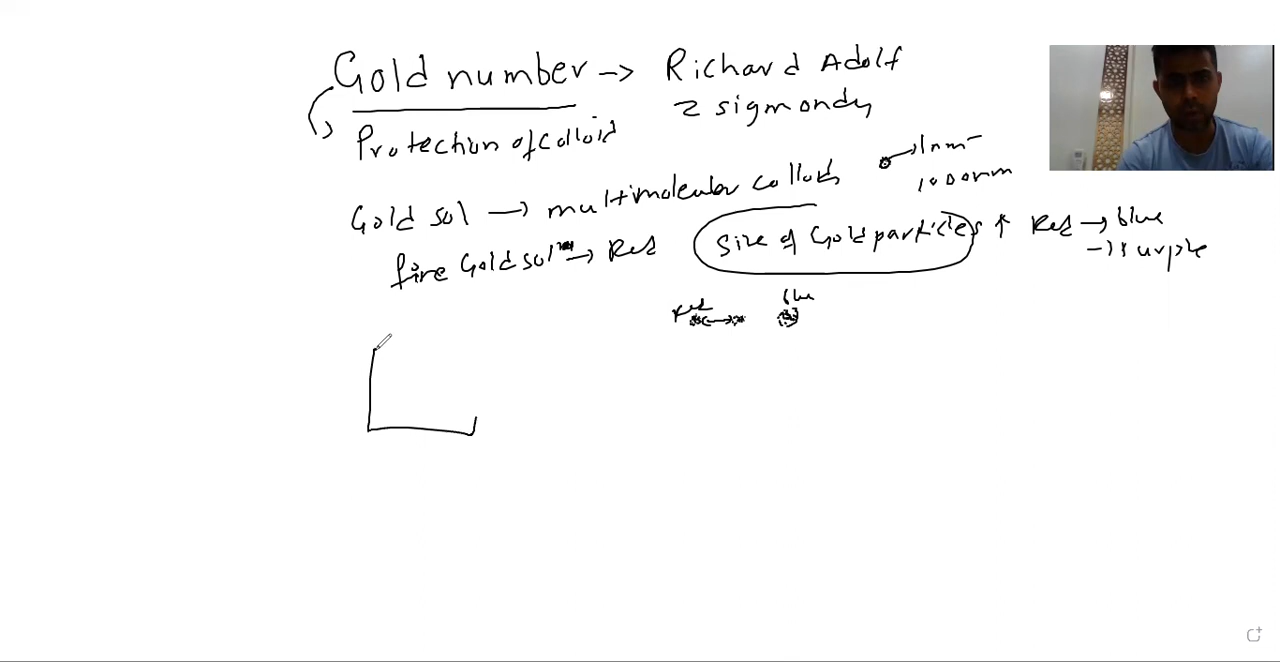 Gold number → Richard Adolf
Zsigmondy
Protection of colloid
Gold sol → multimolecular colloids
1nm-
1000nm
fine Gold sol → Red
Size of Gold particles ↑ Red → blue
→ purple
red
blue